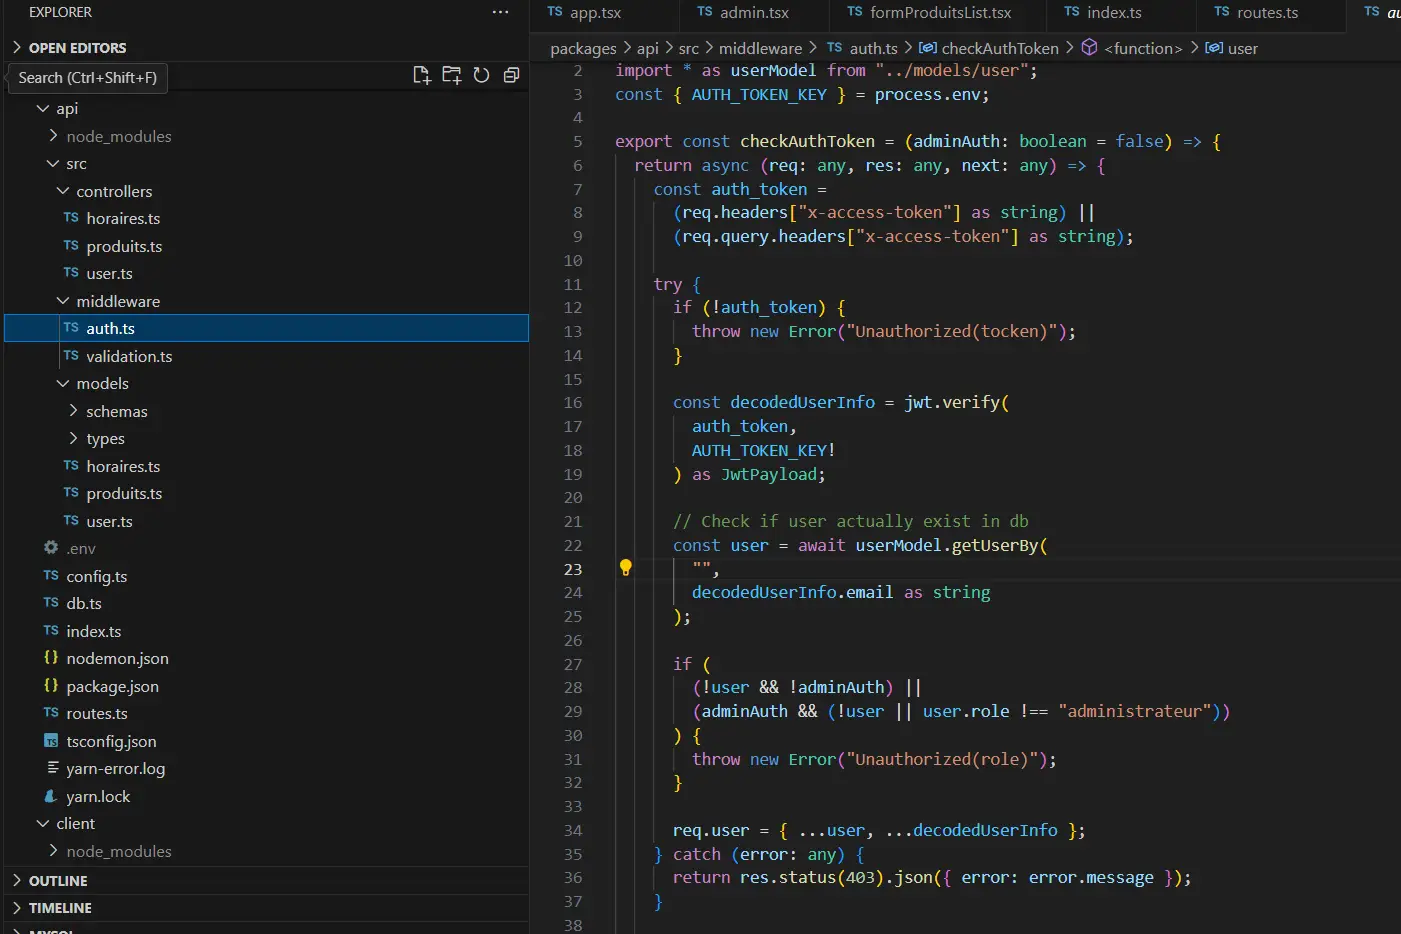 EXPLORER
...
OPEN EDITORS
Search (Ctrl+Shift+F)
api
node_modules
src
controllers
TS horaires.ts
TS produits.ts
TS user.ts
middleware
TS auth.ts
TS validation.ts
models
schemas
types
TS horaires.ts
TS produits.ts
TS user.ts
.env
TS config.ts
TS db.ts
TS index.ts
{} nodemon.json
{} package.json
TS routes.ts
TS tsconfig.json
yarn-error.log
yarn.lock
client
node_modules
OUTLINE
TIMELINE
MYSQL
TS app.tsx TS admin.tsx TS formProduitsList.tsx TS index.ts TS routes.ts TS au
packages > api > src > middleware > TS auth.ts > checkAuthToken > <function> > user
2 import * as userModel from "../models/user";
3 const { AUTH_TOKEN_KEY } = process.env;
4
5 export const checkAuthToken = (adminAuth: boolean = false) => {
6 return async (req: any, res: any, next: any) => {
7 const auth_token =
8 (req.headers["x-access-token"] as string) ||
9 (req.query.headers["x-access-token"] as string);
10
11 try {
12 if (!auth_token) {
13 throw new Error("Unauthorized(tocken)");
14 }
15
16 const decodedUserInfo = jwt.verify(
17 auth_token,
18 AUTH_TOKEN_KEY!
19 ) as JwtPayload;
20
21 // Check if user actually exist in db
22 const user = await userModel.getUserBy(
23 "",
24 decodedUserInfo.email as string
25 );
26
27 if (
28 (!user && !adminAuth) ||
29 (adminAuth && (!user || user.role !== "administrateur"))
30 ) {
31 throw new Error("Unauthorized(role)");
32 }
33
34 req.user = { ...user, ...decodedUserInfo };
35 } catch (error: any) {
36 return res.status(403).json({ error: error.message });
37 }
38